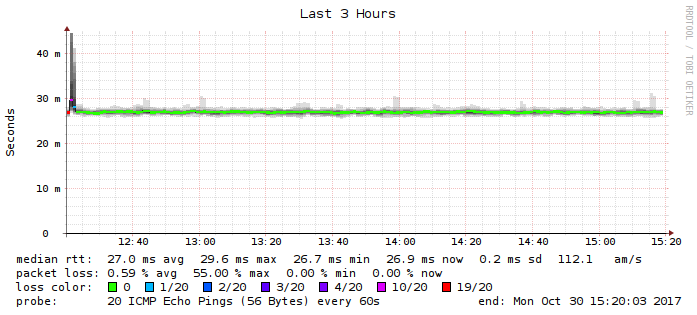 Last 3 Hours
RRDTOOL / TOBI OETIKER
Seconds
40 m
30 m
20 m
10 m
0
12:40 13:00 13:20 13:40 14:00 14:20 14:40 15:00 15:20
median rtt: 27.0 ms avg 29.6 ms max 26.7 ms min 26.9 ms now 0.2 ms sd 112.1 am/s
packet loss: 0.59 % avg 55.00 % max 0.00 % min 0.00 % now
loss color: 0 1/20 2/20 3/20 4/20 10/20 19/20
probe: 20 ICMP Echo Pings (56 Bytes) every 60s end: Mon Oct 30 15:20:03 2017